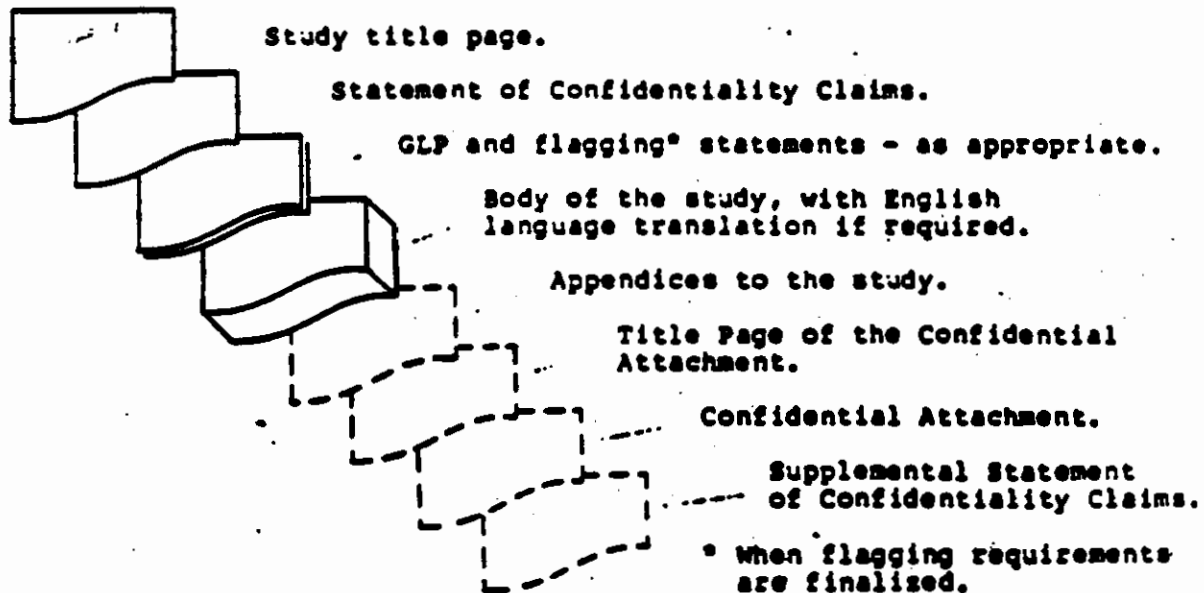 Study title page.
Statement of Confidentiality Claims.
GLP and flagging* statements - as appropriate.
Body of the study, with English
language translation if required.
Appendices to the study.
Title Page of the Confidential
Attachment.
Confidential Attachment.
Supplemental Statement
of Confidentiality Claims.
* When flagging requirements
are finalized.